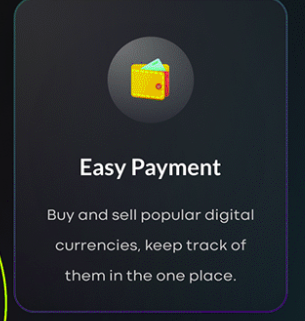 Easy Payment
Buy and sell popular digital
currencies, keep track of
them in the one place.